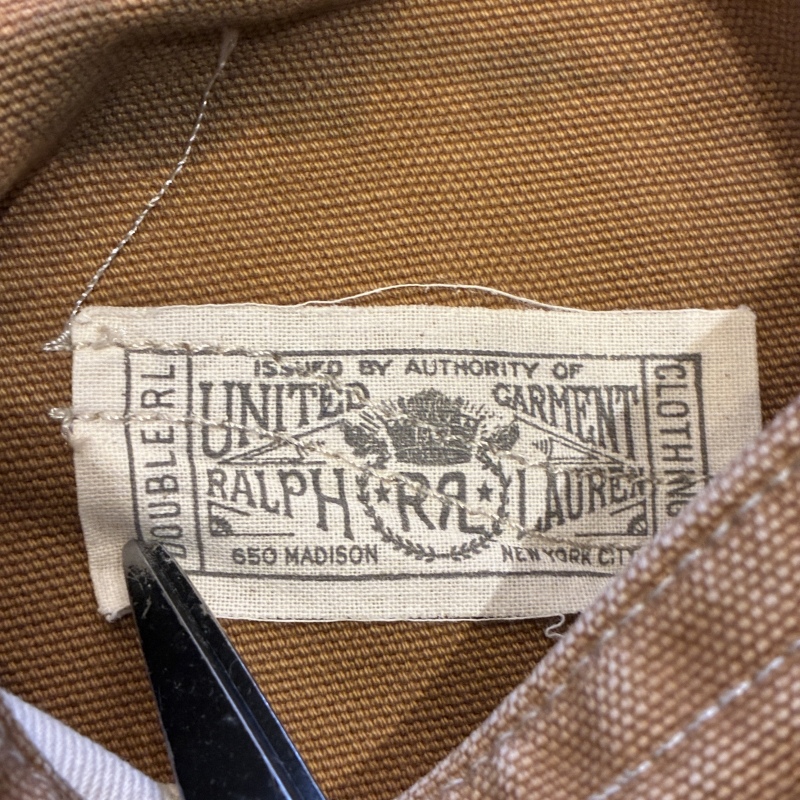 ISSUED BY AUTHORITY OF
UNITED GARMENT
RALPH RRL LAUREN
650 MADISON NEW YORK CITY
DOUBLE RL
CLOTHING